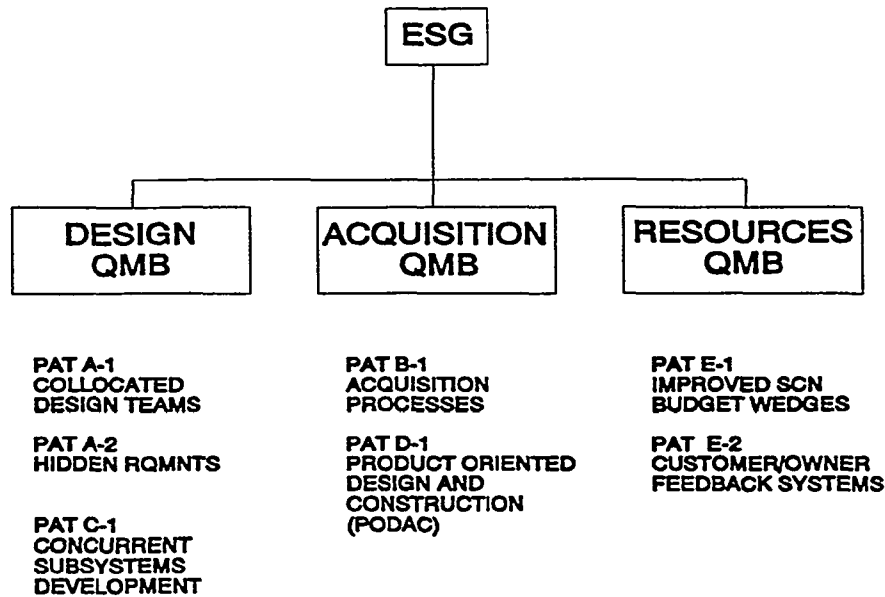 ESG
DESIGN
QMB
ACQUISITION
QMB
RESOURCES
QMB
PAT A-1
COLLOCATED
DESIGN TEAMS
PAT A-2
HIDDEN RQMNTS
PAT C-1
CONCURRENT
SUBSYSTEMS
DEVELOPMENT
PAT B-1
ACQUISITION
PROCESSES
PAT D-1
PRODUCT ORIENTED
DESIGN AND
CONSTRUCTION
(PODAC)
PAT E-1
IMPROVED SCN
BUDGET WEDGES
PAT E-2
CUSTOMER/OWNER
FEEDBACK SYSTEMS